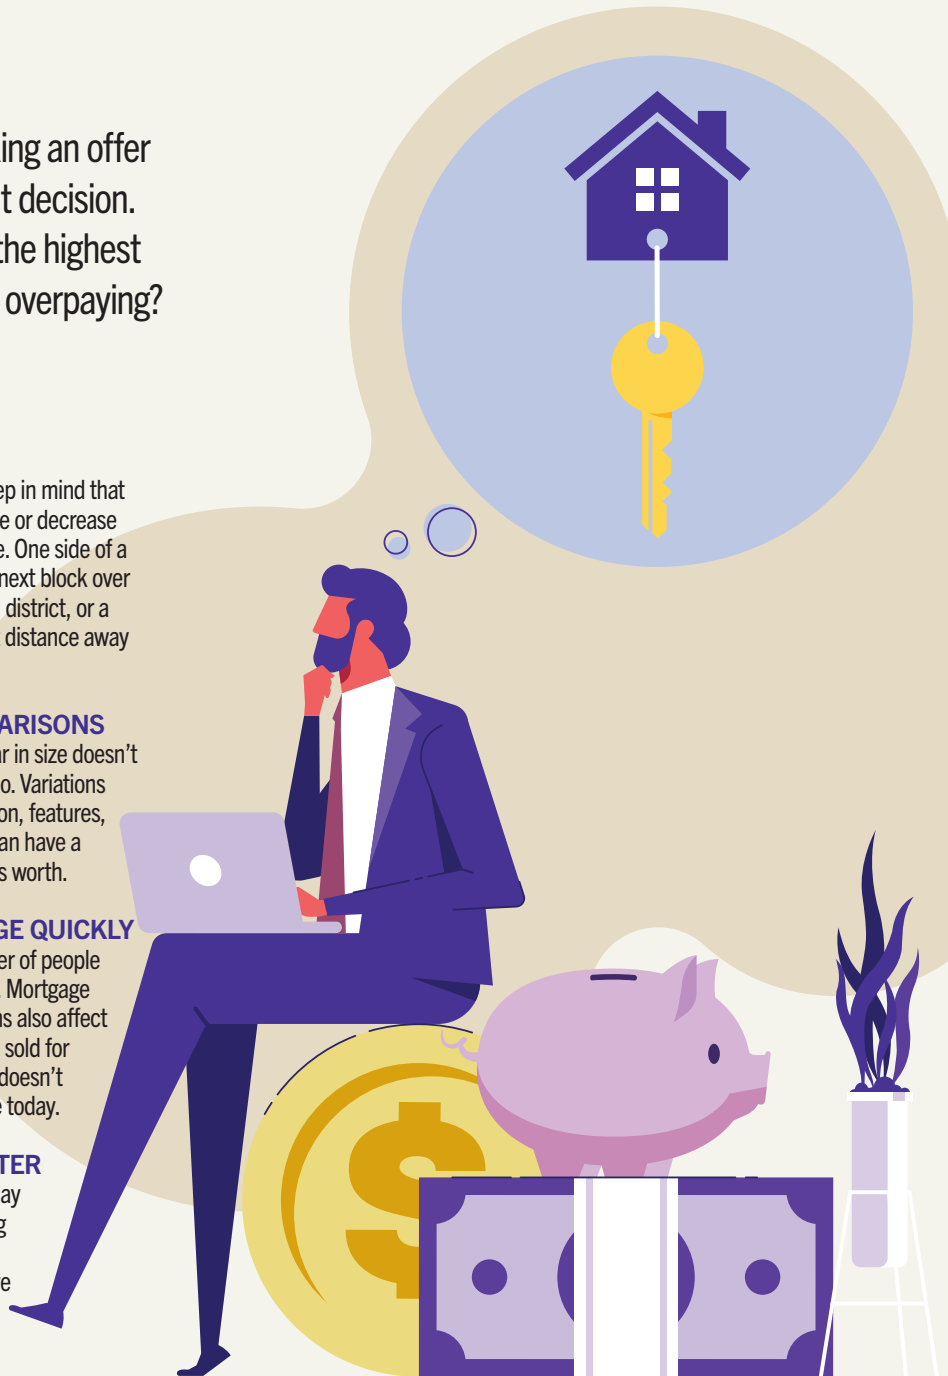 ing an offer
t decision.
the highest
overpaying?
ep in mind that
e or decrease
e. One side of a
next block over
district, or a
distance away
ARISONS
ar in size doesn't
o. Variations
on, features,
an have a
s worth.
GE QUICKLY
er of people
. Mortgage
ns also affect
sold for
doesn't
e today.
TER
ay
g
e
$